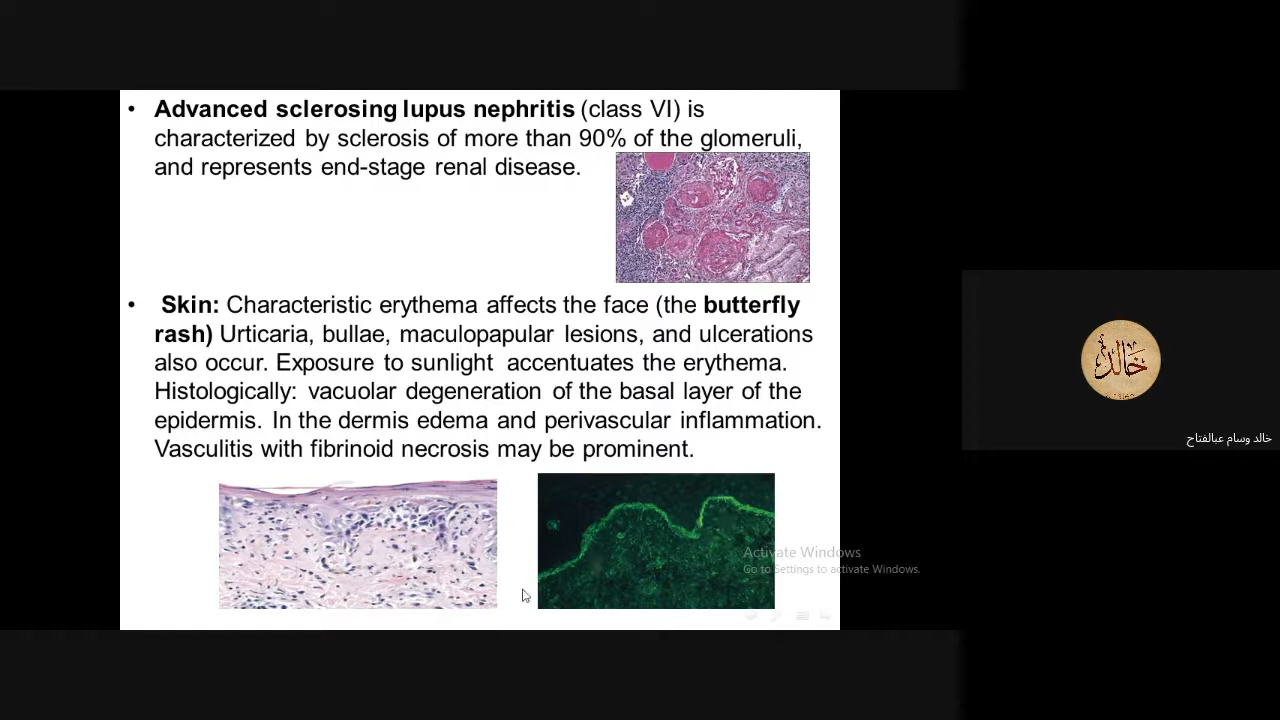 • Advanced sclerosing lupus nephritis (class VI) is
characterized by sclerosis of more than 90% of the glomeruli,
and represents end-stage renal disease.
• Skin: Characteristic erythema affects the face (the butterfly
rash) Urticaria, bullae, maculopapular lesions, and ulcerations
also occur. Exposure to sunlight accentuates the erythema.
Histologically: vacuolar degeneration of the basal layer of the
epidermis. In the dermis edema and perivascular inflammation.
Vasculitis with fibrinoid necrosis may be prominent.
Activate Windows
Go to Settings to activate Windows.
خالد
خالد وسام عبالفتاح